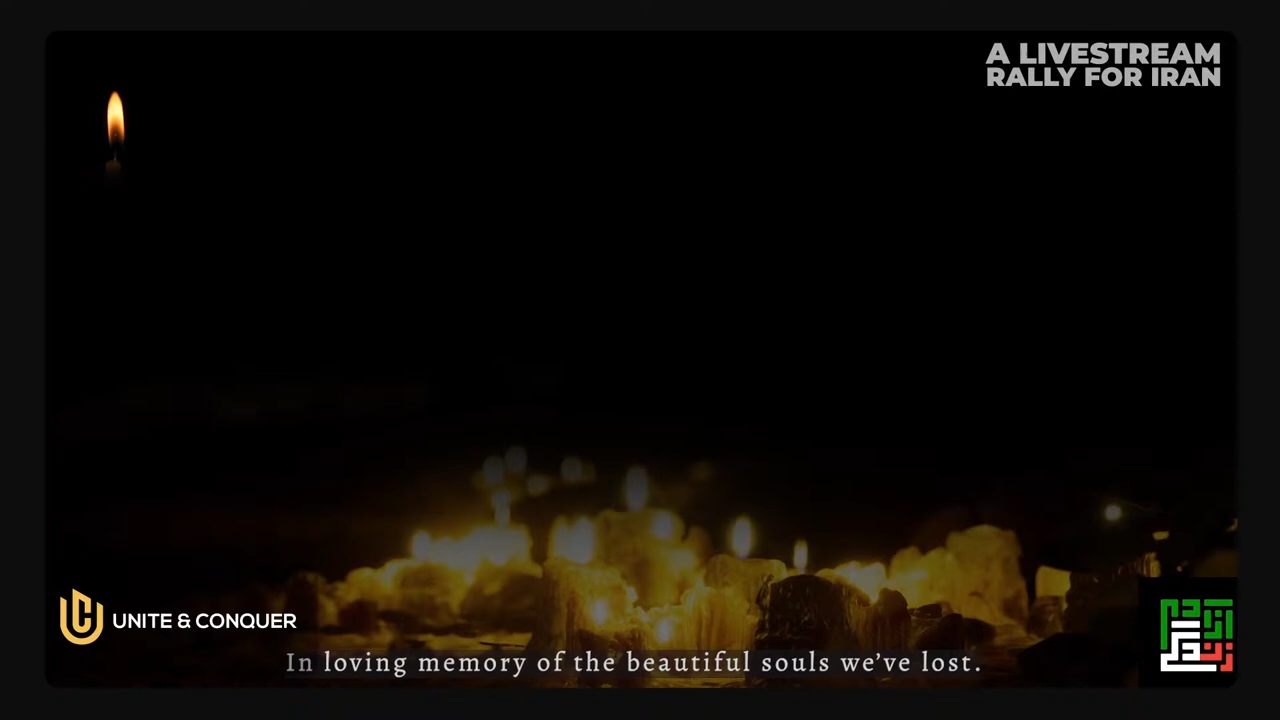 A LIVESTREAM
RALLY FOR IRAN
UNITE & CONQUER
In loving memory of the beautiful souls we’ve lost.